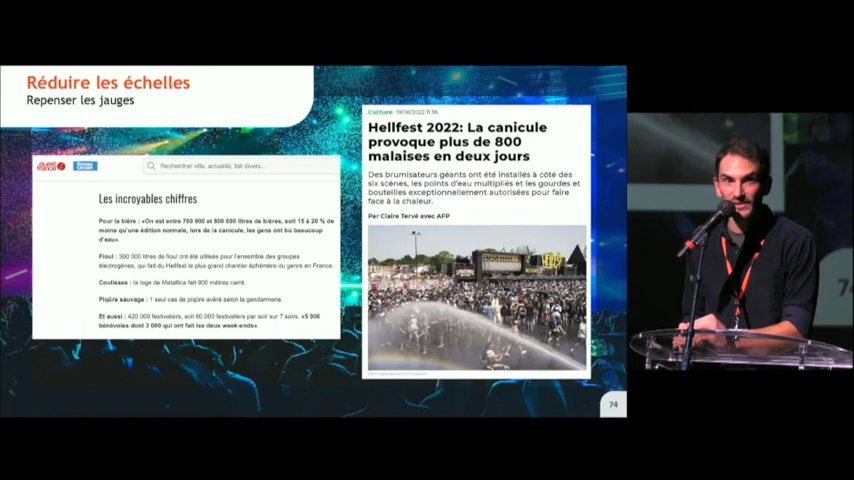 Réduire les échelles
Repenser les jauges
ouest
france
Rechercher ville, actualité, fait divers...
Les incroyables chiffres
Pour la bière : «On est entre 700 000 et 800 000 litres de bières, soit 15 à 20 % de
moins qu'une édition normale, lors de la canicule, les gens ont bu beaucoup
d'eau».
Fioul : 300 000 litres de fioul ont été utilisés pour l'ensemble des groupes
électrogènes, qui fait du Hellfest le plus grand chantier éphémère du genre en France.
Coulisses : la loge de Metallica fait 900 mètres carré.
Piqûre sauvage : 1 seul cas de piqûre avéré selon la gendarmerie.
Et aussi : 420 000 festivaliers, soit 60 000 festivaliers par soir sur 7 soirs. «5 000
bénévoles dont 3 000 qui ont fait les deux week-ends».
Culture 19/06/2022 11:36
Hellfest 2022: La canicule
provoque plus de 800
malaises en deux jours
Des brumisateurs géants ont été installés à côté des
six scènes, les points d'eau multipliés et les gourdes et
bouteilles exceptionnellement autorisées pour faire
face à la chaleur.
Par Claire Tervé avec AFP
74
74